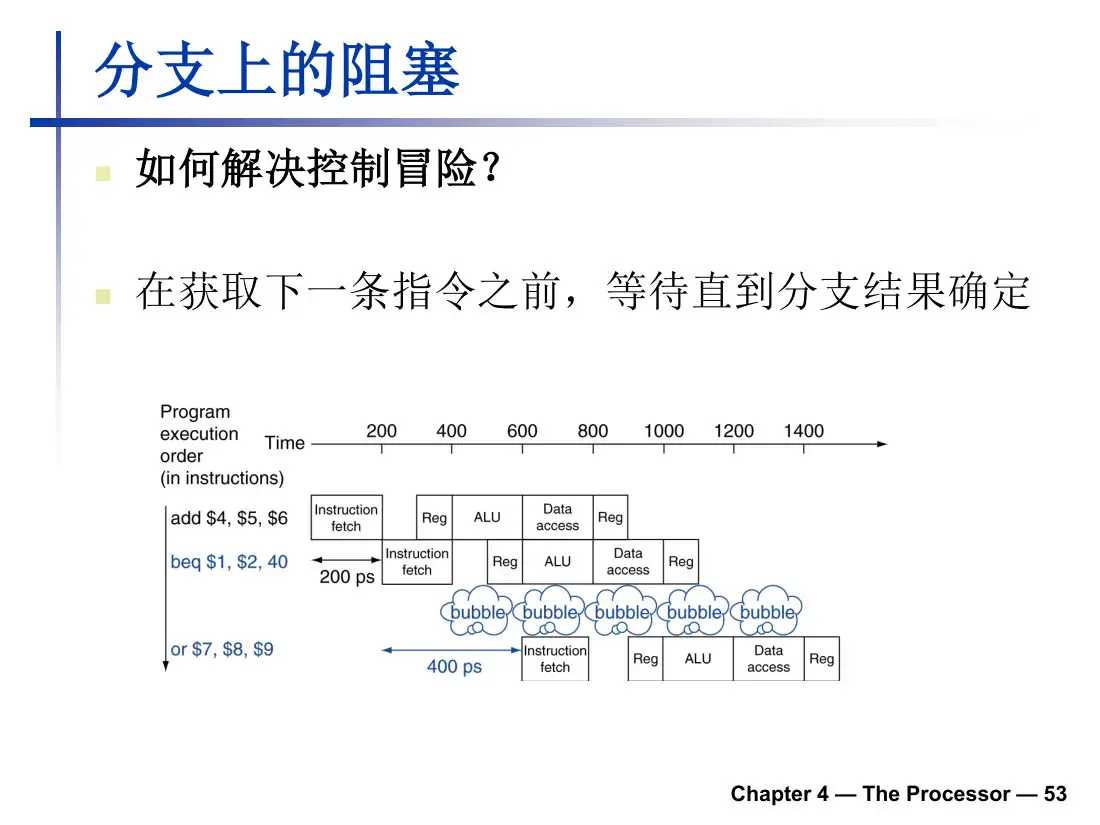 分支上的阻塞
如何解决控制冒险？
在获取下一条指令之前，等待直到分支结果确定
Program
execution
order
(in instructions)
Time
200 400 600 800 1000 1200 1400
add $4, $5, $6
Instruction
fetch
Reg
ALU
Data
access
Reg
beq $1, $2, 40
200 ps
Instruction
fetch
Reg
ALU
Data
access
Reg
bubble bubble bubble bubble bubble
or $7, $8, $9
400 ps
Instruction
fetch
Reg
ALU
Data
access
Reg
Chapter 4 — The Processor — 53